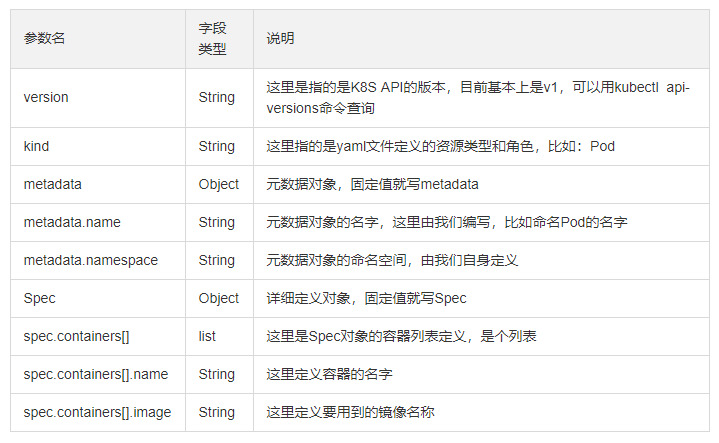 参数名 字段 说明
类型
version String 这里是指的是K8S API的版本，目前基本上是v1，可以用kubectl api-
versions命令查询
kind String 这里指的是yaml文件定义的资源类型和角色，比如：Pod
metadata Object 元数据对象，固定值就写metadata
metadata.name String 元数据对象的名字，这里由我们编写，比如命名Pod的名字
metadata.namespace String 元数据对象的命名空间，由我们自身定义
Spec Object 详细定义对象，固定值就写Spec
spec.containers[] list 这里是Spec对象的容器列表定义，是个列表
spec.containers[].name String 这里定义容器的名字
spec.containers[].image String 这里定义要用到的镜像名称